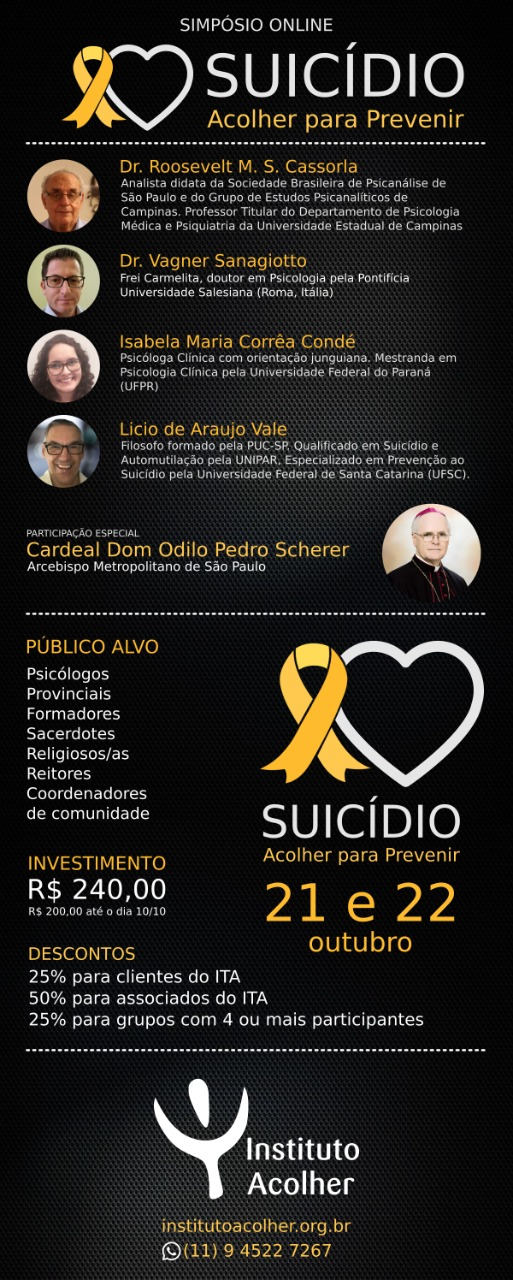 SIMPÓSIO ONLINE
SUICÍDIO
Acolher para Prevenir
Dr. Roosevelt M. S. Cassorla
Analista didata da Sociedade Brasileira de Psicanálise de
São Paulo e do Grupo de Estudos Psicanalíticos de
Campinas. Professor Titular do Departamento de Psicologia
Médica e Psiquiatria da Universidade Estadual de Campinas
Dr. Vagner Sanagiotto
Frei Carmelita, doutor em Psicologia pela Pontifícia
Universidade Salesiana (Roma, Itália)
Isabela Maria Corrêa Condé
Psicóloga Clínica com orientação junguiana. Mestranda em
Psicologia Clínica pela Universidade Federal do Paraná
(UFPR)
Licio de Araujo Vale
Filosofo formado pela PUC-SP. Qualificado em Suicídio e
Automutilação pela UNIPAR. Especializado em Prevenção ao
Suicídio pela Universidade Federal de Santa Catarina (UFSC).
PARTICIPAÇÃO ESPECIAL
Cardeal Dom Odilo Pedro Scherer
Arcebispo Metropolitano de São Paulo
PÚBLICO ALVO
Psicólogos
Provinciais
Formadores
Sacerdotes
Religiosos/as
Reitores
Coordenadores
de comunidade
SUICÍDIO
Acolher para Prevenir
21 e 22
outubro
INVESTIMENTO
R$ 240,00
R$ 200,00 até o dia 10/10
DESCONTOS
25% para clientes do ITA
50% para associados do ITA
25% para grupos com 4 ou mais participantes
Instituto
Acolher
institutoacolher.org.br
(11) 9 4522 7267